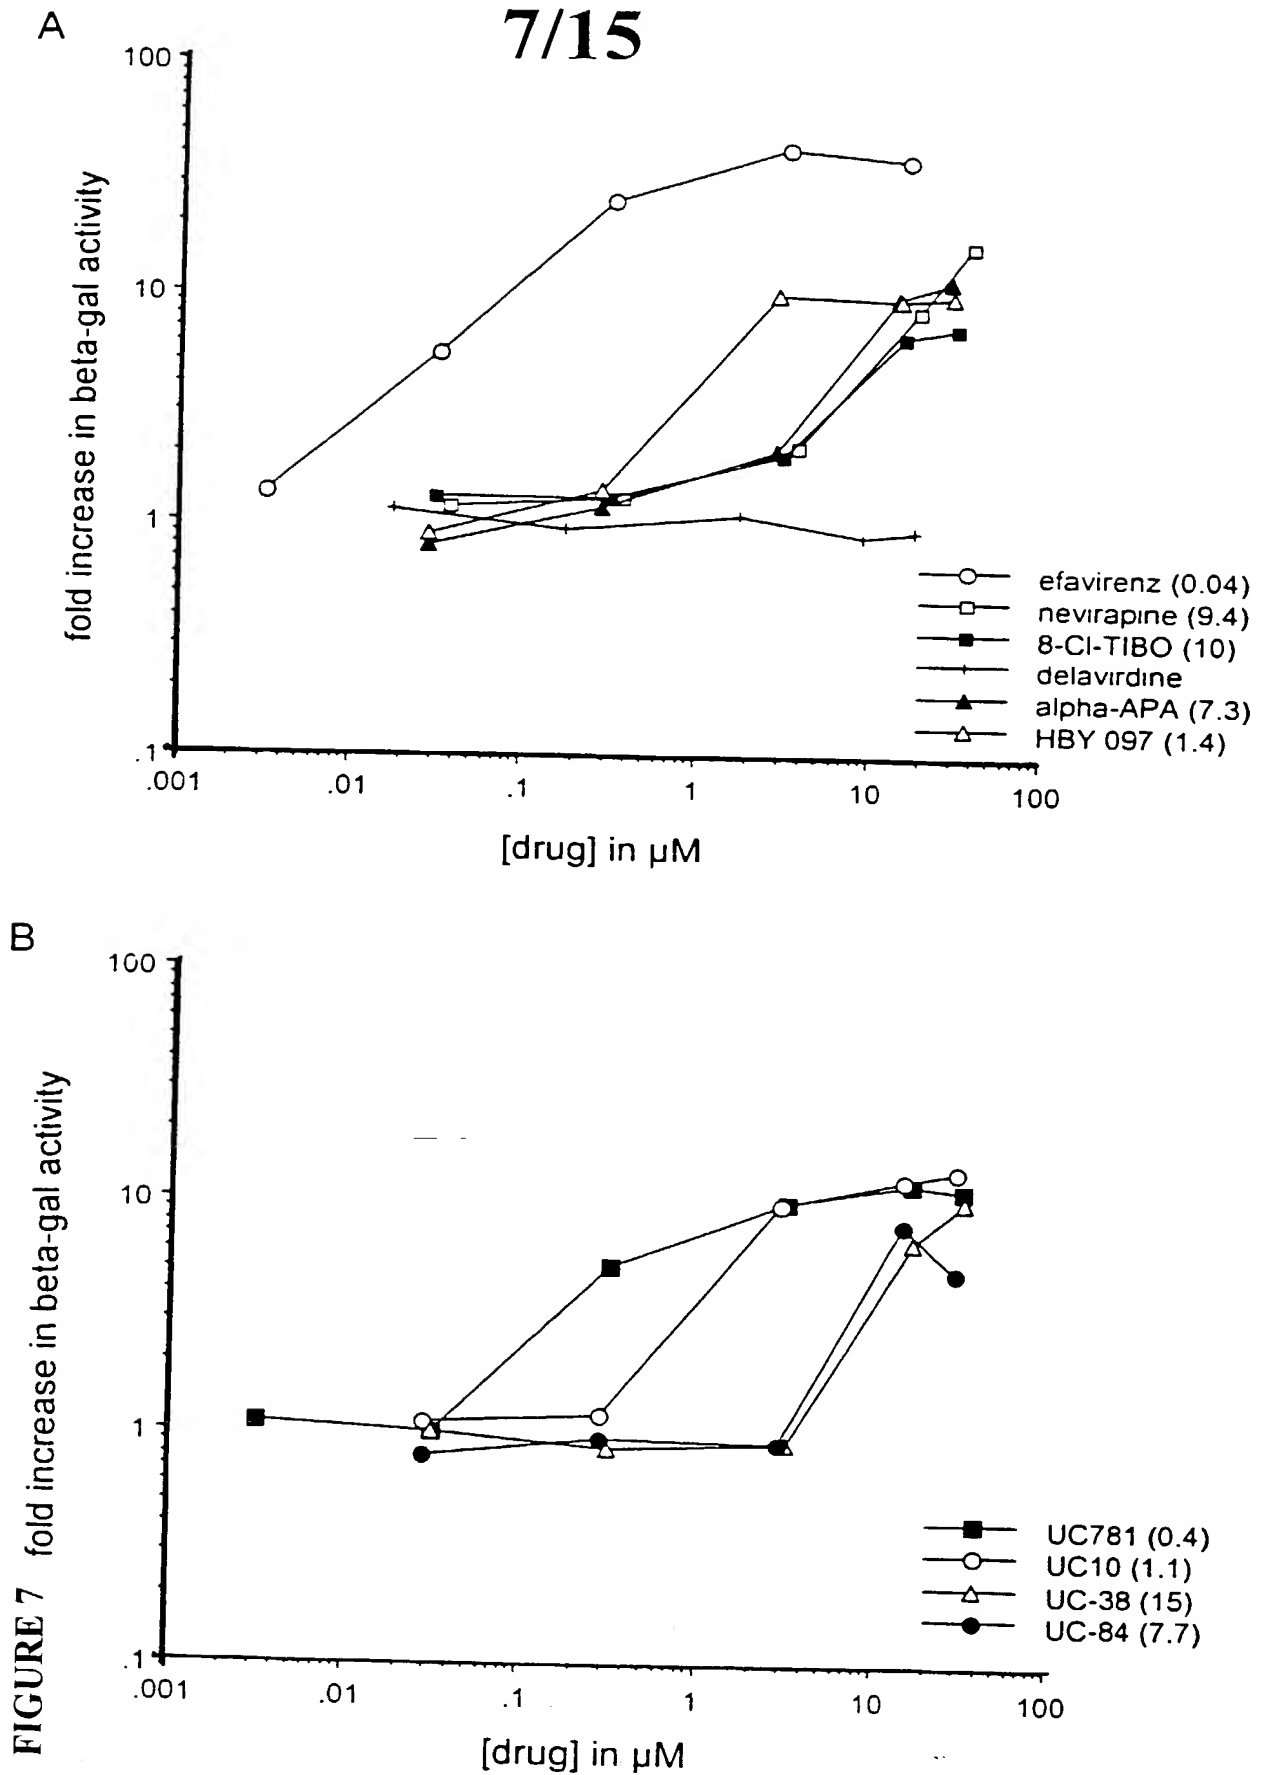 7/15
A
100
10
1
.1
fold increase in beta-gal activity
efavirenz (0.04)
nevirapine (9.4)
8-Cl-TIBO (10)
delavirdine
alpha-APA (7.3)
HBY 097 (1.4)
.001 .01 .1 1 10 100
[drug] in µM
B
100
10
1
.1
fold increase in beta-gal activity
UC781 (0.4)
UC10 (1.1)
UC-38 (15)
UC-84 (7.7)
.001 .01 .1 1 10 100
[drug] in µM
FIGURE 7